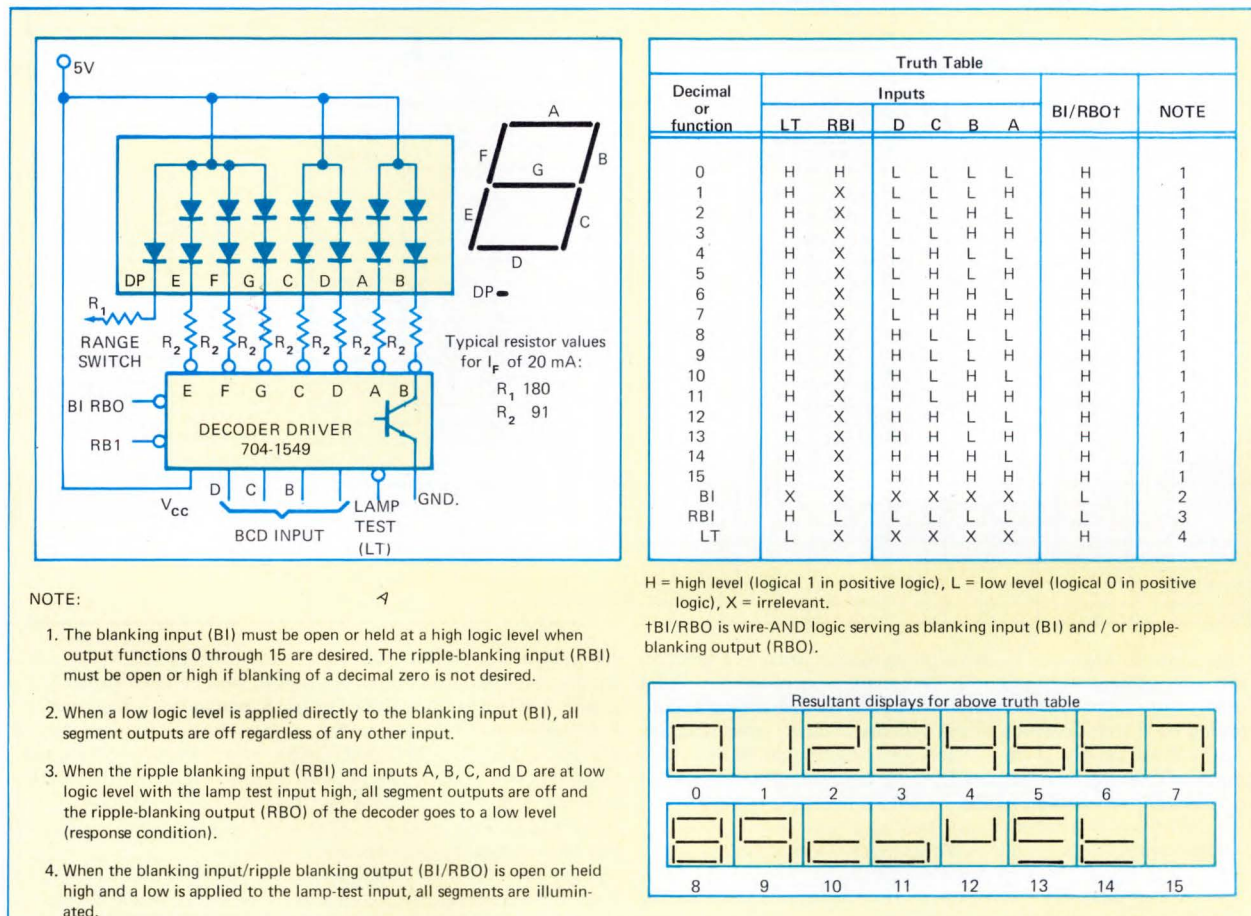 5V
DP E F G C D A B
R1
RANGE
SWITCH
R2 R2 R2 R2 R2 R2 R2
E F G C D A B
BI RBO
RB1
DECODER DRIVER
704-1549
VCC
D C B
BCD INPUT
LAMP
TEST
(LT)
GND.
A
F B
G
E C
D
DP
Typical resistor values
for IF of 20 mA:
R1 180
R2 91
Truth Table
Decimal
or
function
Inputs
LT RBI D C B A
BI/RBO†
NOTE
0 H H L L L L H 1
1 H X L L L H H 1
2 H X L L H L H 1
3 H X L L H H H 1
4 H X L H L L H 1
5 H X L H L H H 1
6 H X L H H L H 1
7 H X L H H H H 1
8 H X H L L L H 1
9 H X H L L H H 1
10 H X H L H L H 1
11 H X H L H H H 1
12 H X H H L L H 1
13 H X H H L H H 1
14 H X H H H L H 1
15 H X H H H H H 1
BI X X X X X X L 2
RBI H L L L L L L 3
LT L X X X X X H 4
H = high level (logical 1 in positive logic), L = low level (logical 0 in positive
logic), X = irrelevant.
†BI/RBO is wire-AND logic serving as blanking input (BI) and / or ripple-
blanking output (RBO).
NOTE:
A
1. The blanking input (BI) must be open or held at a high logic level when
output functions 0 through 15 are desired. The ripple-blanking input (RBI)
must be open or high if blanking of a decimal zero is not desired.
2. When a low logic level is applied directly to the blanking input (BI), all
segment outputs are off regardless of any other input.
3. When the ripple blanking input (RBI) and inputs A, B, C, and D are at low
logic level with the lamp test input high, all segment outputs are off and
the ripple-blanking output (RBO) of the decoder goes to a low level
(response condition).
4. When the blanking input/ripple blanking output (BI/RBO) is open or held
high and a low is applied to the lamp-test input, all segments are illumin-
ated.
Resultant displays for above truth table
0 1 2 3 4 5 6 7
0 1 2 3 4 5 6 7
8 9
8 9 10 11 12 13 14 15